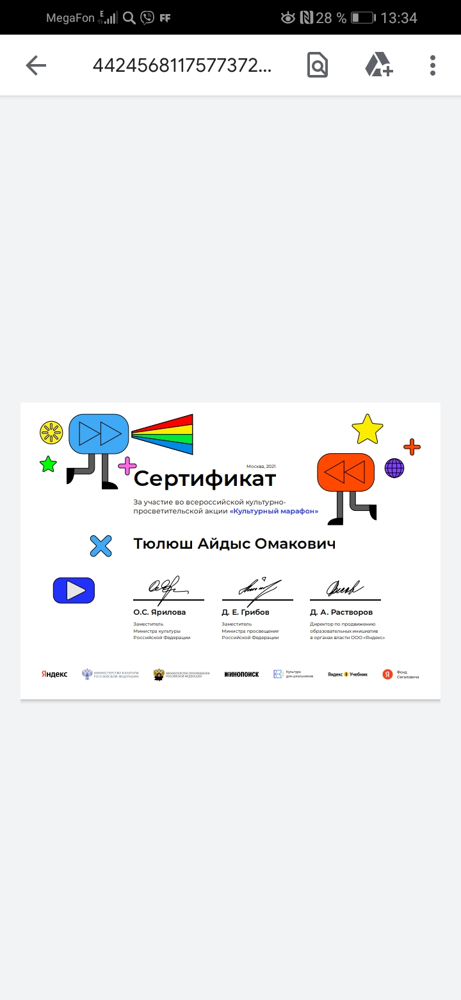 MegaFon E FF 28 % 13:34
4424568117577372...
Москва, 2021
Сертификат
За участие во всероссийской культурно-
просветительской акции «Культурный марафон»
Тюлюш Айдыс Омакович
О.С. Ярилова Д. Е. Грибов Д. А. Растворов
Заместитель Заместитель Директор по продвижению
Министра культуры Министра просвещения образовательных инициатив
Российской Федерации Российской Федерации в органах власти ООО «Яндекс»
Яндекс МИНИСТЕРСТВО КУЛЬТУРЫ МИНИСТЕРСТВО ПРОСВЕЩЕНИЯ КИНОПОИСК Культура Яндекс Учебник Я Фонд
РОССИЙСКОЙ ФЕДЕРАЦИИ РОССИЙСКОЙ ФЕДЕРАЦИИ для школьников Сегаловича